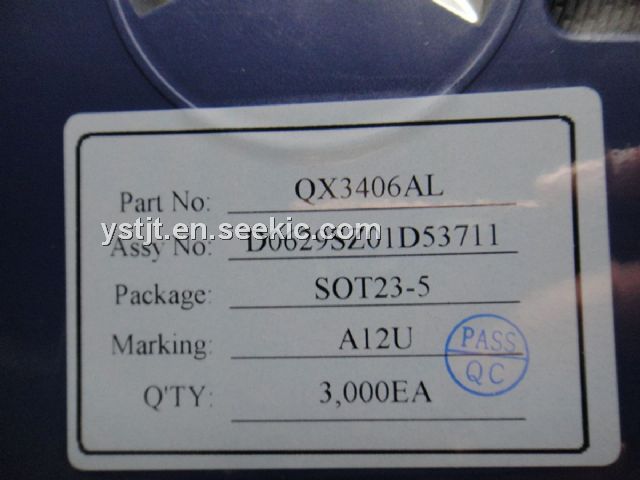 Part No: QX3406AL
ystjt.en.seekic.com
Assy No: D0629SZ01D53711
Package: SOT23-5
Marking: A12U
PASS
QC
Q'TY: 3,000EA